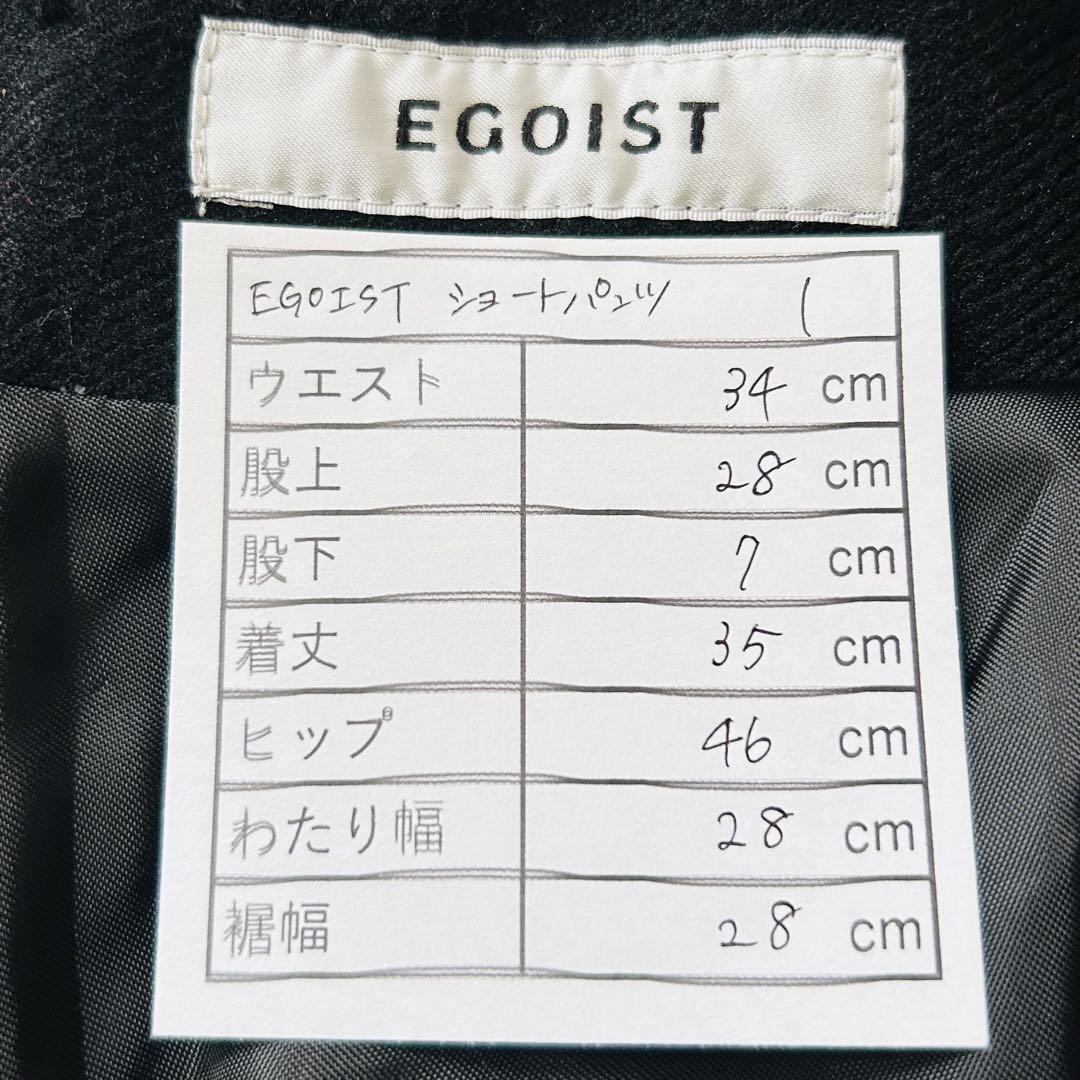 EGOIST
EGOIST ショートパンツ 1
ウエスト 34 cm
股上 28 cm
股下 7 cm
着丈 35 cm
ヒップ 46 cm
わたり幅 28 cm
裾幅 28 cm